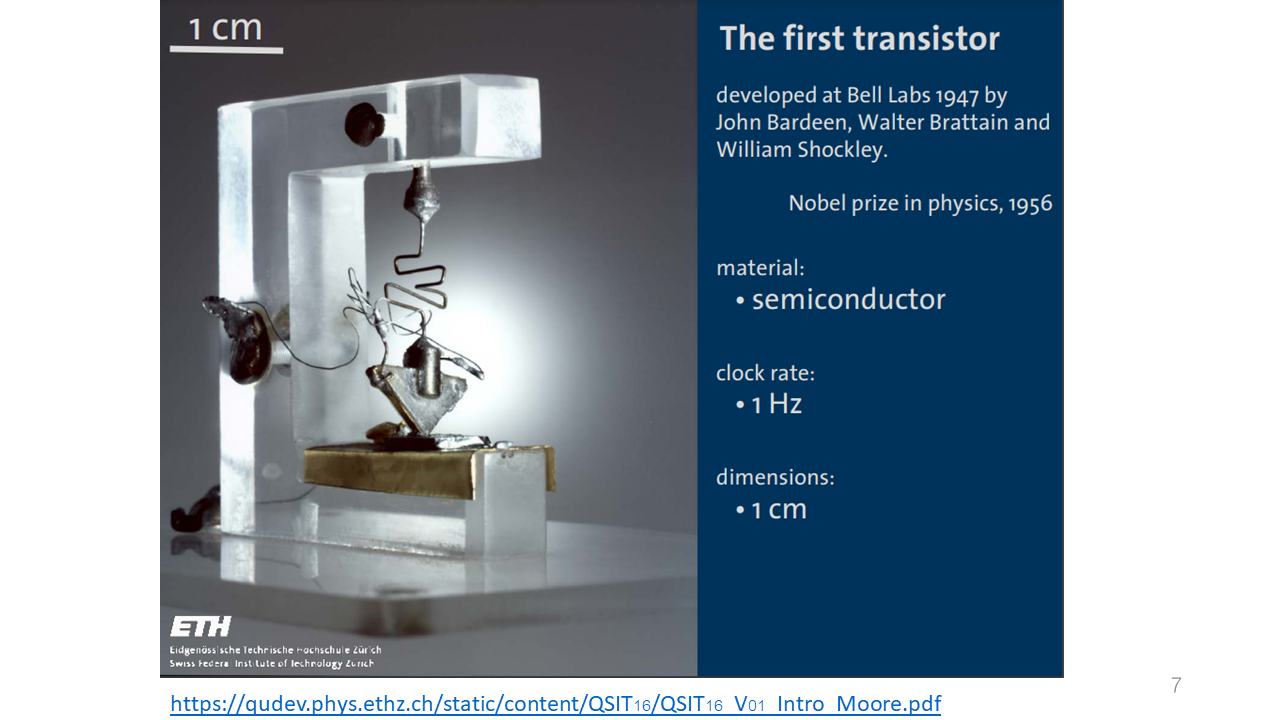 1 cm
The first transistor
developed at Bell Labs 1947 by
John Bardeen, Walter Brattain and
William Shockley.
Nobel prize in physics, 1956
material:
• semiconductor
clock rate:
• 1 Hz
dimensions:
• 1 cm
ETH
Eidgenössische Technische Hochschule Zürich
Swiss Federal Institute of Technology Zurich
https://qudev.phys.ethz.ch/static/content/QSIT16/QSIT16_V01_Intro_Moore.pdf
7